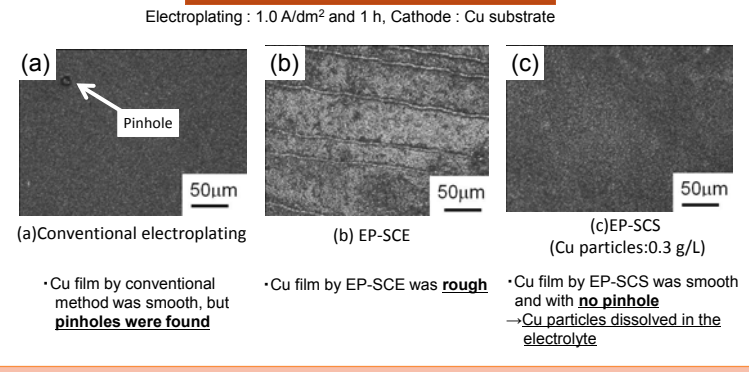 Electroplating : 1.0 A/dm² and 1 h, Cathode : Cu substrate
(a)
Pinhole
50μm
(a)Conventional electroplating
・Cu film by conventional
method was smooth, but
pinholes were found
(b)
50μm
(b) EP-SCE
・Cu film by EP-SCE was rough
(c)
50μm
(c)EP-SCS
(Cu particles:0.3 g/L)
・Cu film by EP-SCS was smooth
and with no pinhole
→Cu particles dissolved in the
electrolyte